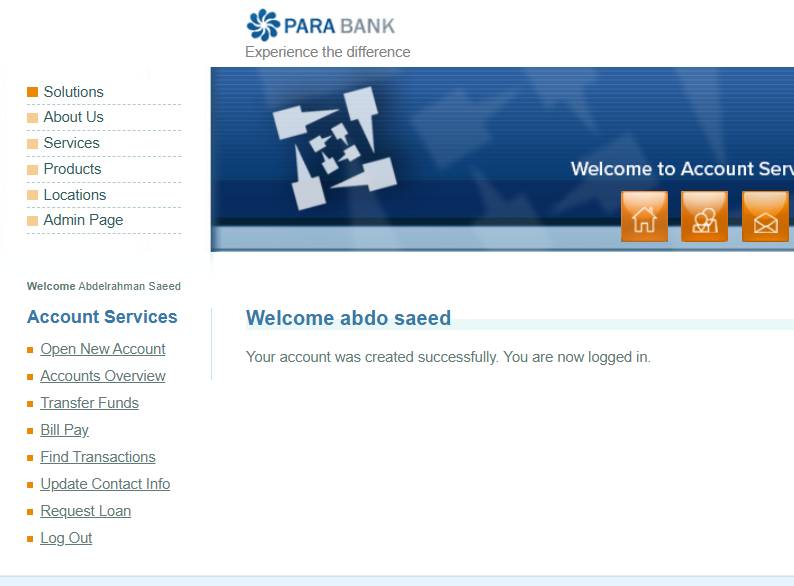 PARA BANK
Experience the difference
Solutions
About Us
Services
Products
Locations
Admin Page
Welcome to Account Serv
Welcome Abdelrahman Saeed
Account Services
Open New Account
Accounts Overview
Transfer Funds
Bill Pay
Find Transactions
Update Contact Info
Request Loan
Log Out
Welcome abdo saeed
Your account was created successfully. You are now logged in.